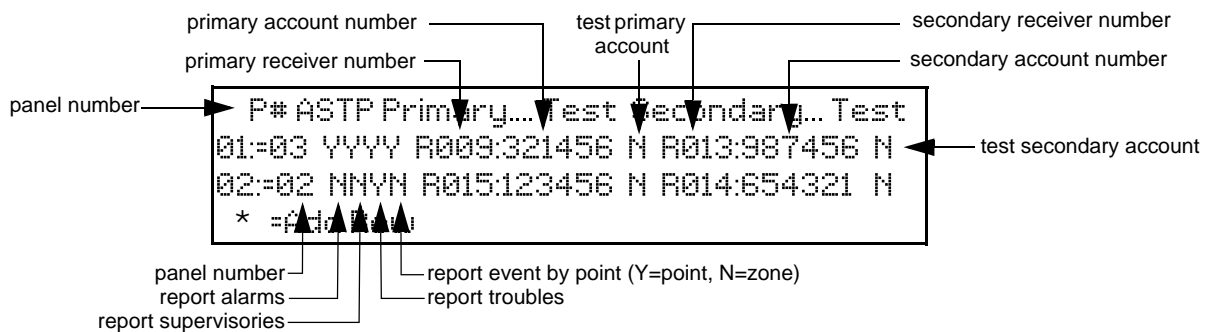 primary account number
test primary account
secondary receiver number
primary receiver number
secondary account number
panel number
P# ASTP Primary... Test Secondary... Test
01:=03 YYYY R009:321456 N R013:987456 N
test secondary account
02:=02 NNYN R015:123456 N R014:654321 N
* =Add
panel number
report event by point (Y=point, N=zone)
report alarms
report troubles
report supervisories